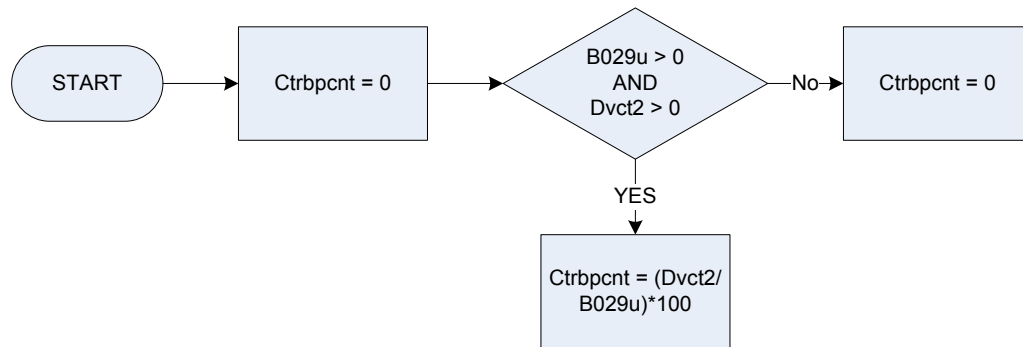 START
Ctrbpcnt = 0
B029u > 0
AND
Dvct2 > 0
No
Ctrbpcnt = 0
YES
Ctrbpcnt = (Dvct2/
B029u)*100